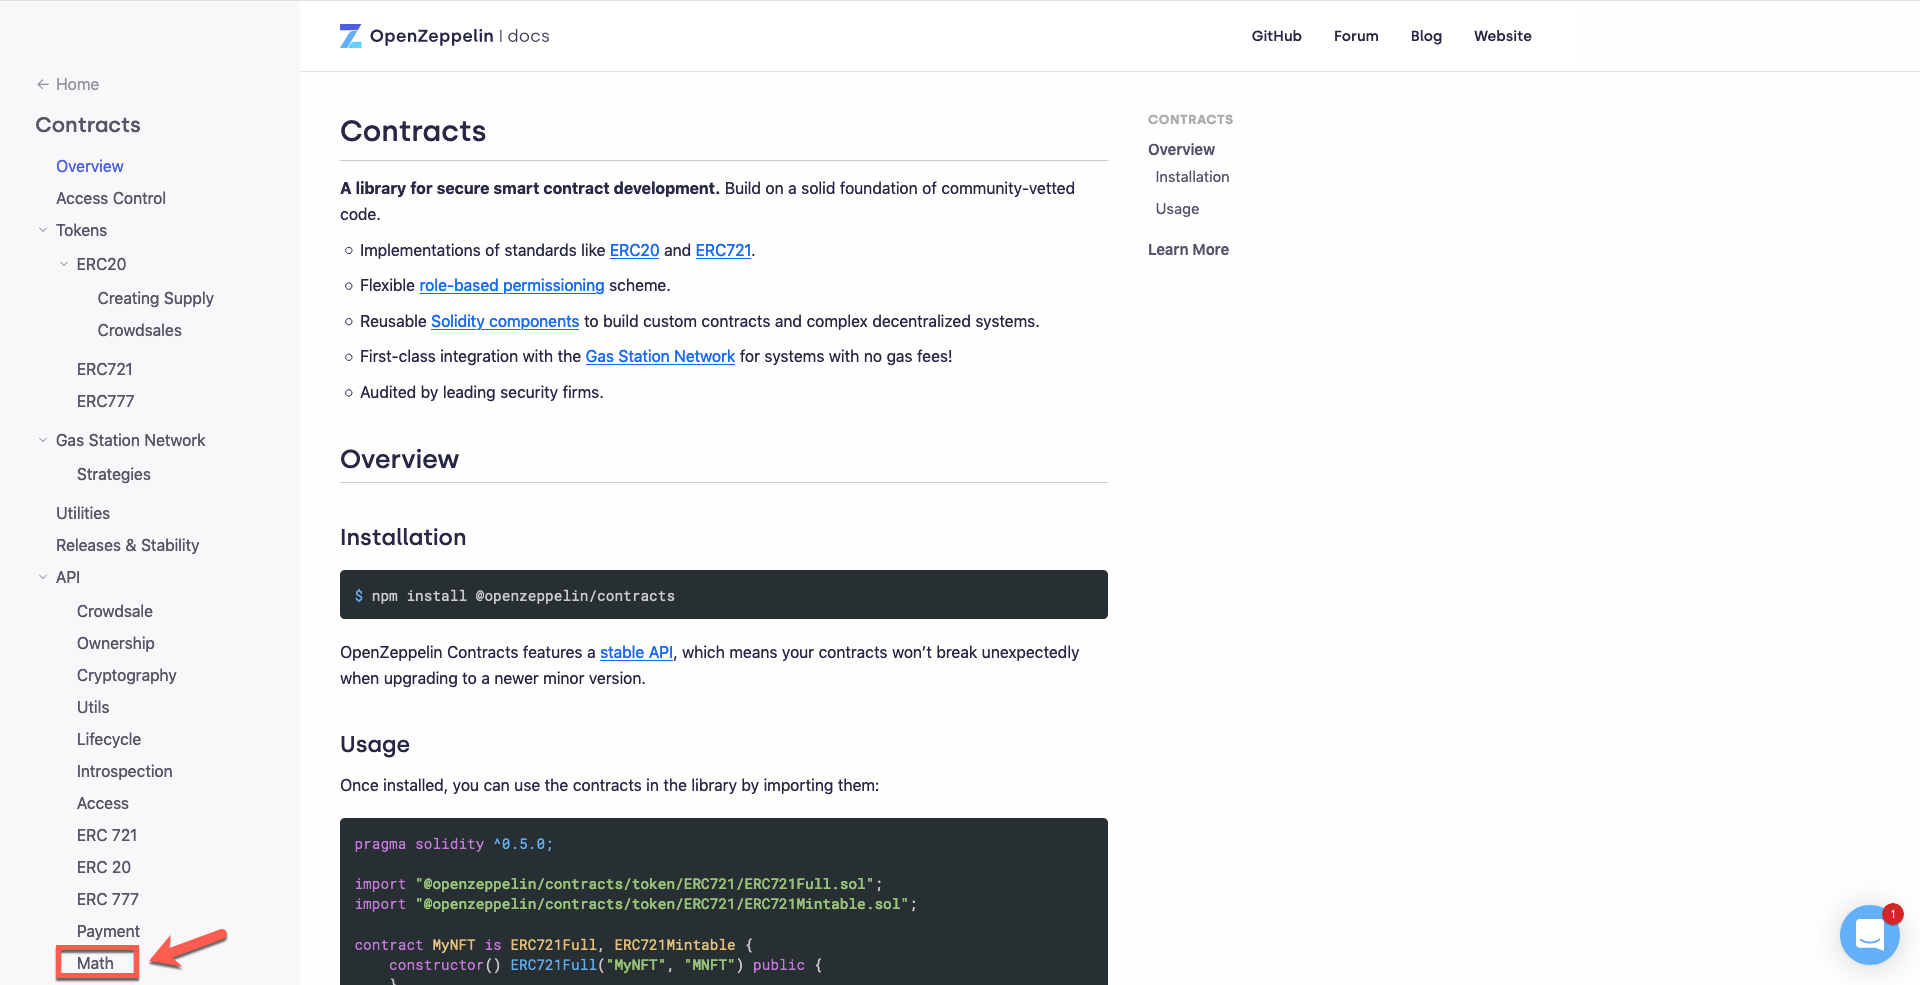 OpenZeppelin | docs
GitHub
Forum
Blog
Website
← Home
Contracts
Overview
Access Control
Tokens
ERC20
Creating Supply
Crowdsales
ERC721
ERC777
Gas Station Network
Strategies
Utilities
Releases & Stability
API
Crowdsale
Ownership
Cryptography
Utils
Lifecycle
Introspection
Access
ERC 721
ERC 20
ERC 777
Payment
Math
Contracts
A library for secure smart contract development. Build on a solid foundation of community-vetted
code.
Implementations of standards like ERC20 and ERC721.
Flexible role-based permissioning scheme.
Reusable Solidity components to build custom contracts and complex decentralized systems.
First-class integration with the Gas Station Network for systems with no gas fees!
Audited by leading security firms.
Overview
Installation
$ npm install @openzeppelin/contracts
OpenZeppelin Contracts features a stable API, which means your contracts won’t break unexpectedly
when upgrading to a newer minor version.
Usage
Once installed, you can use the contracts in the library by importing them:
pragma solidity ^0.5.0;
import "@openzeppelin/contracts/token/ERC721/ERC721Full.sol";
import "@openzeppelin/contracts/token/ERC721/ERC721Mintable.sol";
contract MyNFT is ERC721Full, ERC721Mintable {
constructor() ERC721Full("MyNFT", "MNFT") public {
}
CONTRACTS
Overview
Installation
Usage
Learn More
1